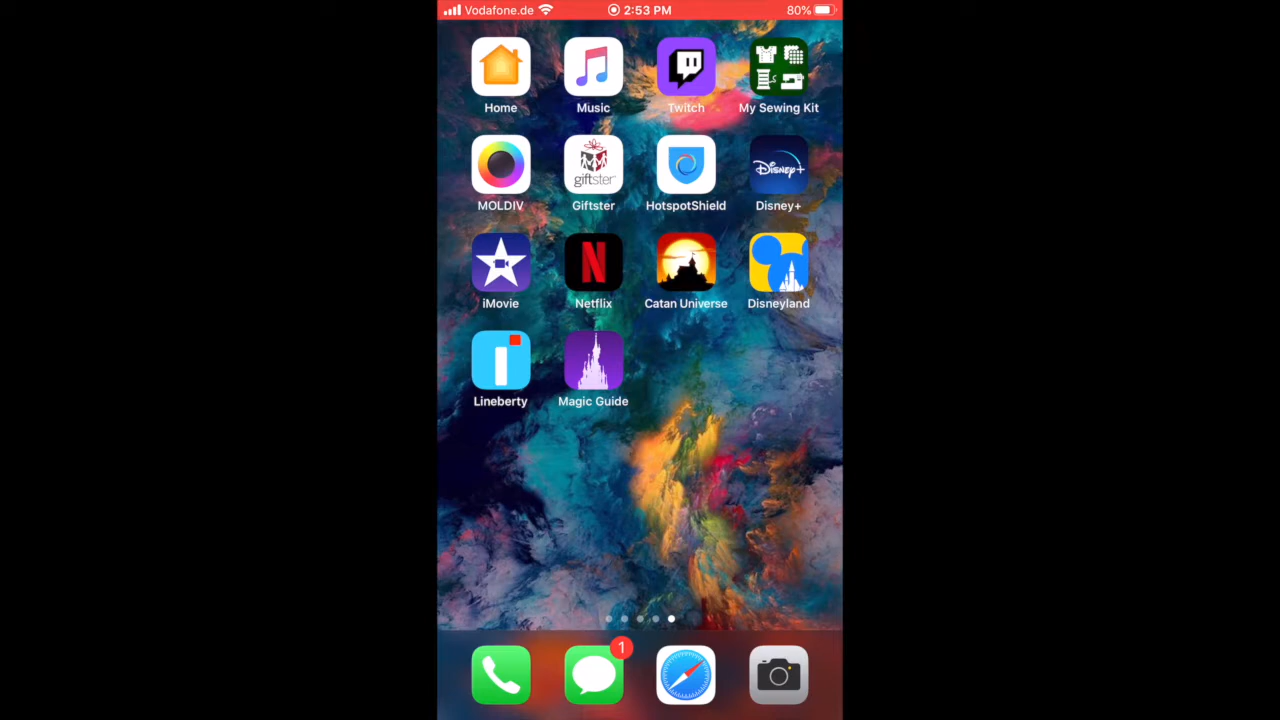 Vodafone.de 2:53 PM 80%
Home Music Twitch My Sewing Kit
giftster Disney+
MOLDIV Giftster HotspotShield Disney+
N
iMovie Netflix Catan Universe Disneyland
Lineberty Magic Guide
1